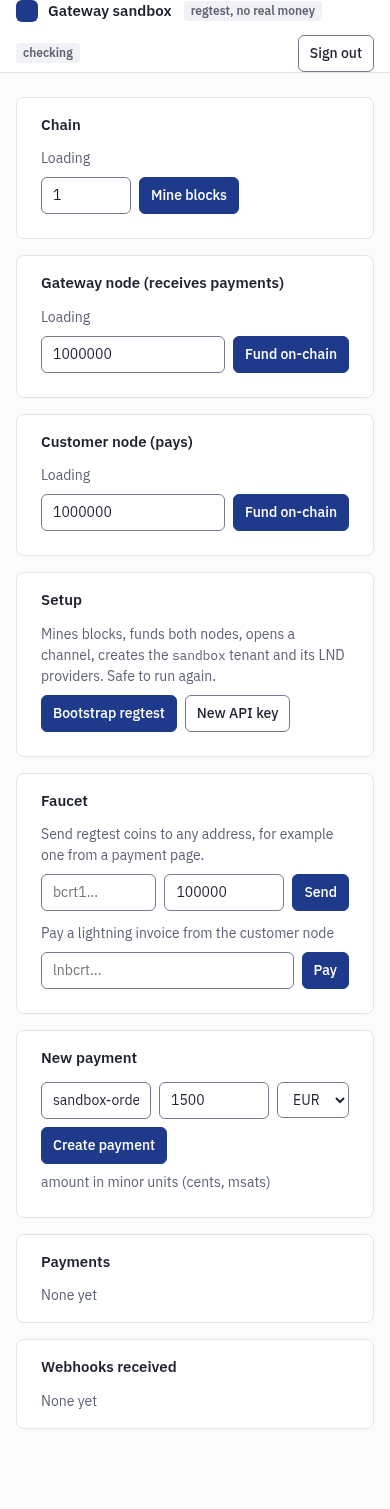 Gateway sandbox regtest, no real money
checking Sign out
Chain
Loading
1 Mine blocks
Gateway node (receives payments)
Loading
1000000 Fund on-chain
Customer node (pays)
Loading
1000000 Fund on-chain
Setup
Mines blocks, funds both nodes, opens a
channel, creates the sandbox tenant and its LND
providers. Safe to run again.
Bootstrap regtest New API key
Faucet
Send regtest coins to any address, for example
one from a payment page.
bcrt1... 100000 Send
Pay a lightning invoice from the customer node
lnbcrt... Pay
New payment
sandbox-orde 1500 EUR
Create payment
amount in minor units (cents, msats)
Payments
None yet
Webhooks received
None yet